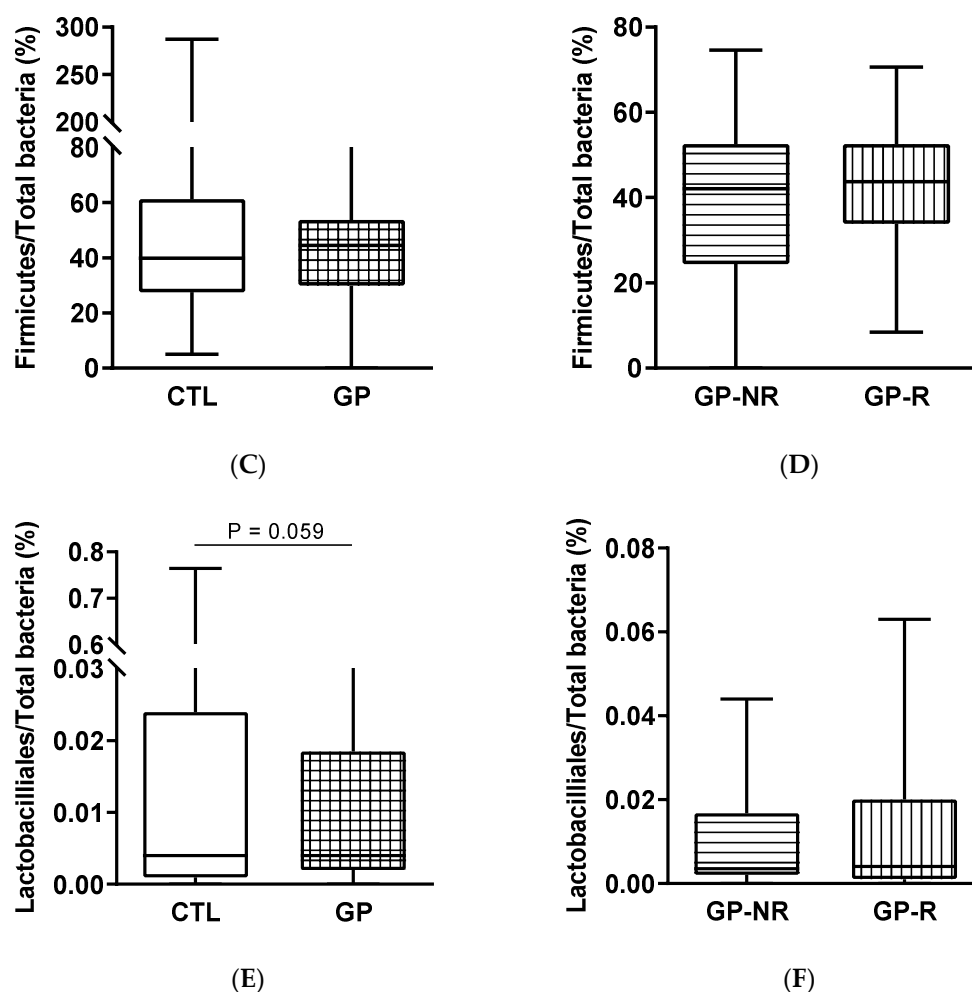 Firmicutes/Total bacteria (%)
300
250
200
80
60
40
20
0
CTL GP
(C)
Firmicutes/Total bacteria (%)
80
60
40
20
0
GP-NR GP-R
(D)
Lactobacilliales/Total bacteria (%)
P = 0.059
0.8
0.7
0.6
0.03
0.02
0.01
0.00
CTL GP
(E)
Lactobacilliales/Total bacteria (%)
0.08
0.06
0.04
0.02
0.00
GP-NR GP-R
(F)